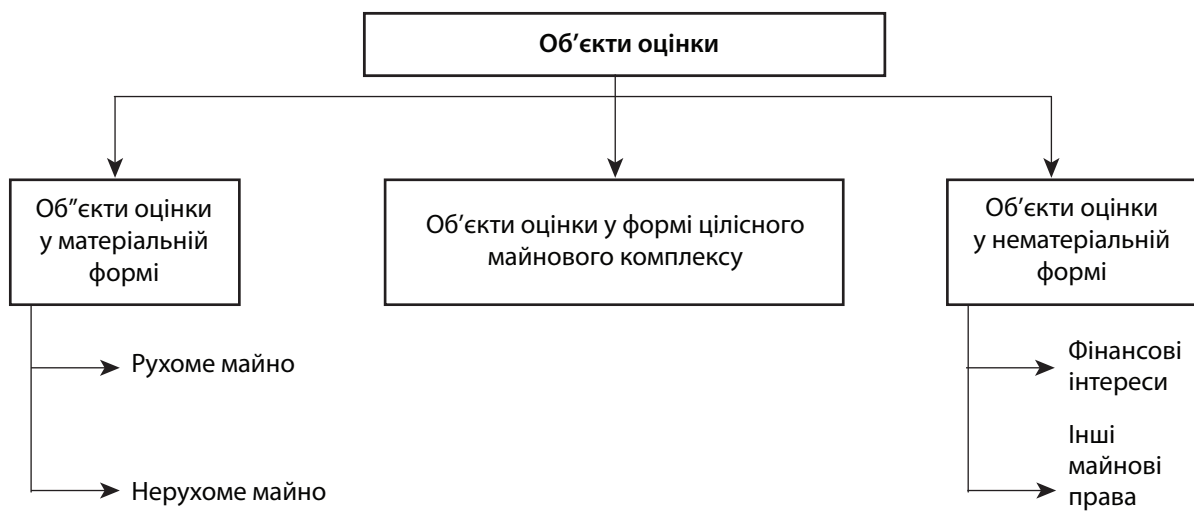 Об’єкти оцінки
Об”єкти оцінки
у матеріальній
формі
Об’єкти оцінки у формі цілісного
майнового комплексу
Об’єкти оцінки
у нематеріальній
формі
Рухоме майно
Нерухоме майно
Фінансові
інтереси
Інші
майнові
права